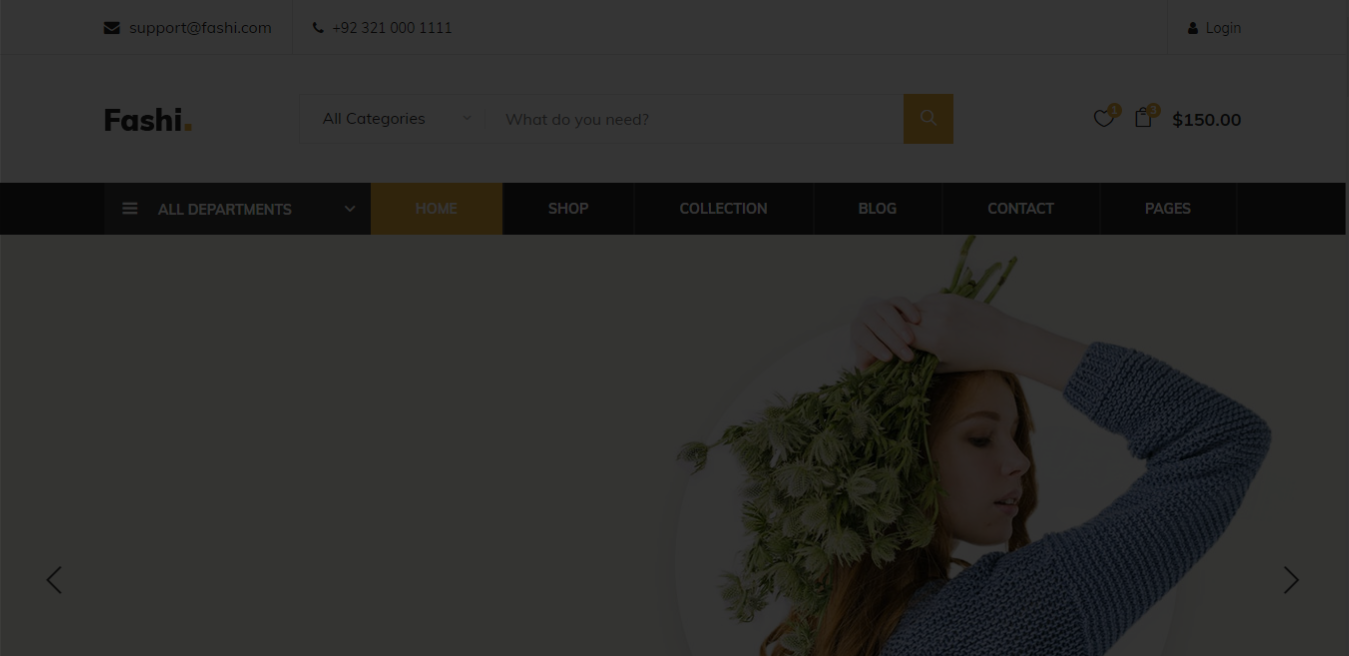 support@fashi.com
+92 321 000 1111
Login
Fashi.
All Categories
What do you need?
1
3
$150.00
ALL DEPARTMENTS
HOME
SHOP
COLLECTION
BLOG
CONTACT
PAGES